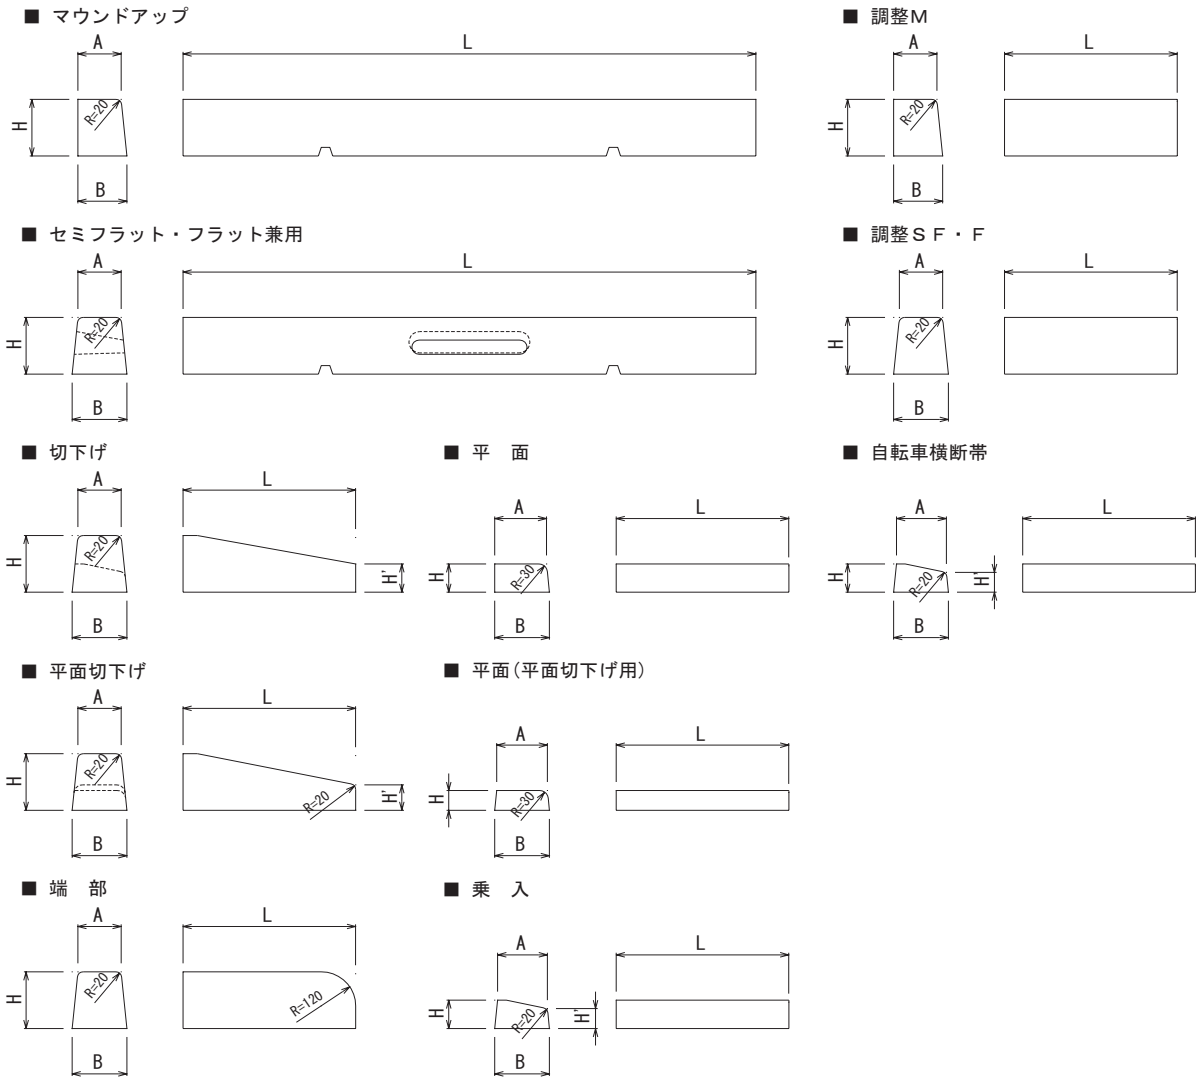 ■ マウンドアップ
A
L
H
R=20
B
■ 調整M
A
L
H
R=20
B
■ セミフラット・フラット兼用
A
L
H
R=20
B
■ 調整ＳＦ・Ｆ
A
L
H
R=20
B
■ 切下げ
A
L
H
R=20
H'
B
■ 平　面
A
L
H
R=30
B
■ 自転車横断帯
A
L
H
R=20
H'
B
■ 平面切下げ
A
L
H
R=20
R=20
H'
B
■ 平面(平面切下げ用)
A
L
H
R=30
B
■ 端　部
A
L
H
R=20
R=120
B
■ 乗　入
A
L
H
R=20
H'
B